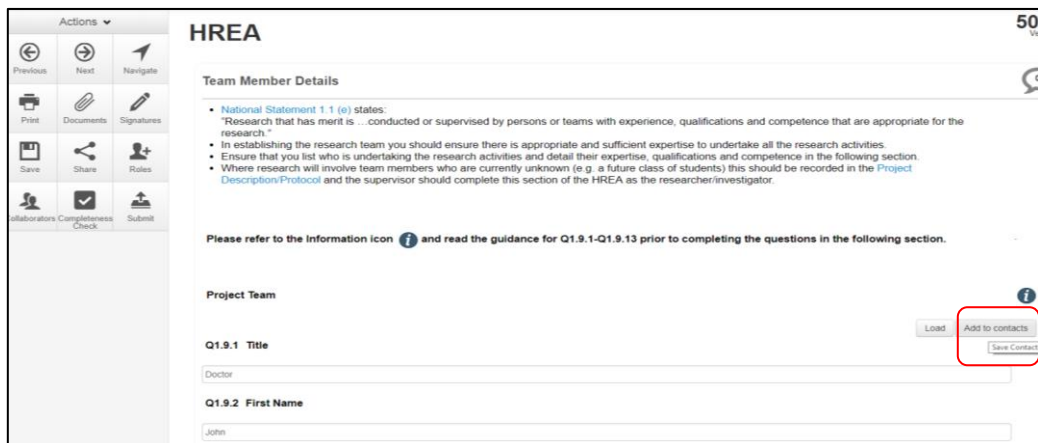 Actions
HREA
50
Ve
Previous
Next
Navigate
Print
Documents
Signatures
Save
Share
Roles
ollaborators
Completeness
Check
Submit
Team Member Details
• National Statement 1.1 (e) states:
"Research that has merit is …conducted or supervised by persons or teams with experience, qualifications and competence that are appropriate for the
research."
• In establishing the research team you should ensure there is appropriate and sufficient expertise to undertake all the research activities.
• Ensure that you list who is undertaking the research activities and detail their expertise, qualifications and competence in the following section.
• Where research will involve team members who are currently unknown (e.g. a future class of students) this should be recorded in the Project
Description/Protocol and the supervisor should complete this section of the HREA as the researcher/investigator.
Please refer to the Information icon i and read the guidance for Q1.9.1-Q1.9.13 prior to completing the questions in the following section.
Project Team
i
Load
Add to contacts
Save Contact
Q1.9.1 Title
Doctor
Q1.9.2 First Name
John